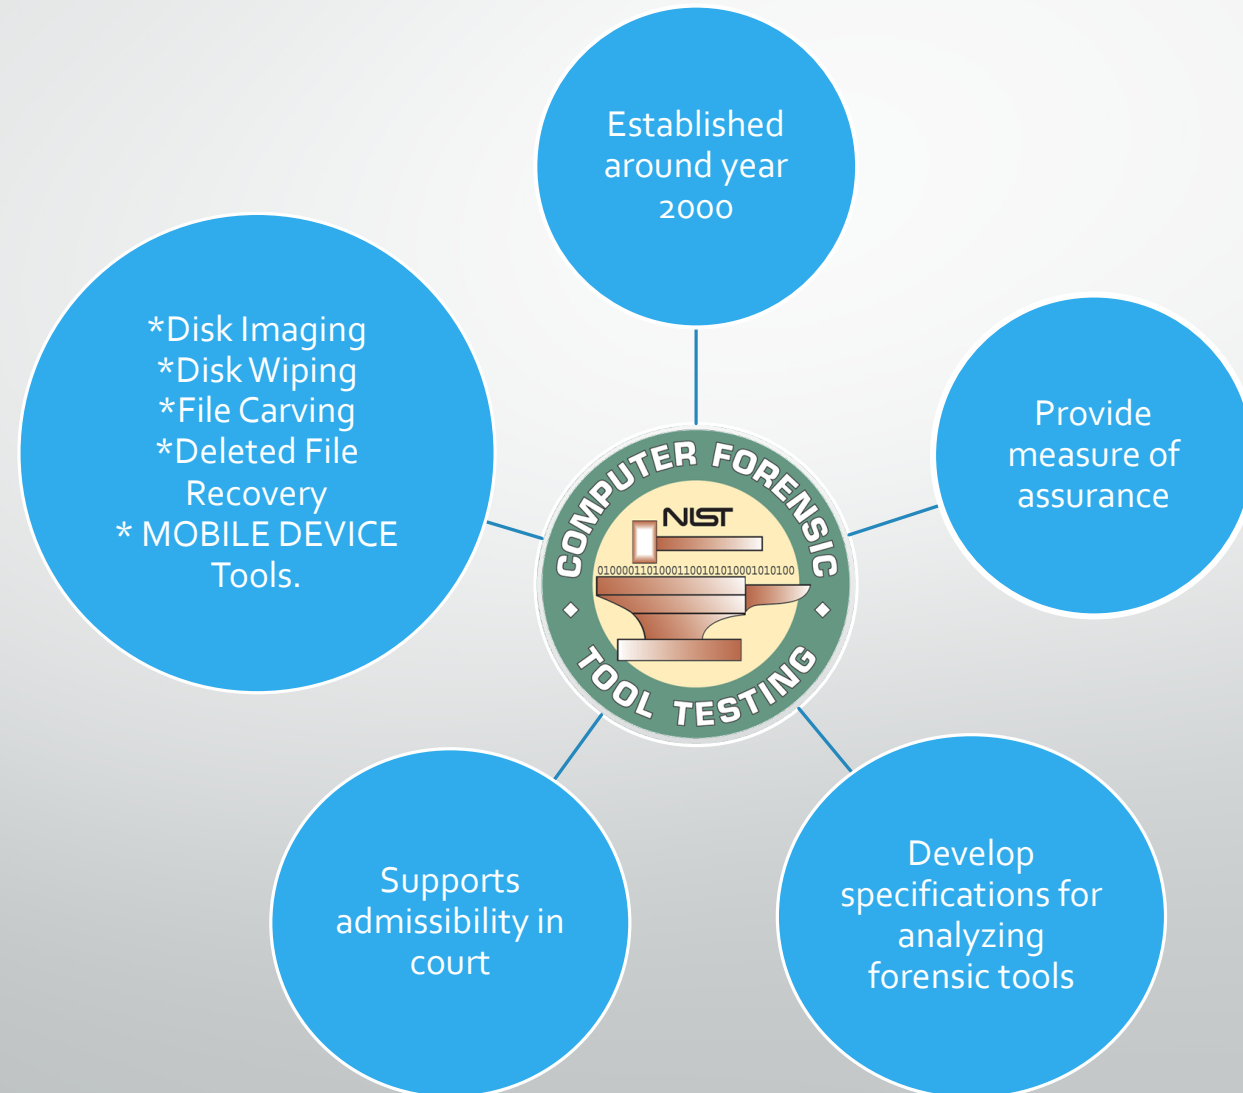 Established
around year
2000
*Disk Imaging
*Disk Wiping
*File Carving
*Deleted File
Recovery
* MOBILE DEVICE
Tools.
Provide
measure of
assurance
COMPUTER FORENSIC
NIST
0100001101000110010101010001010100
TOOL TESTING
Supports
admissibility in
court
Develop
specifications for
analyzing
forensic tools